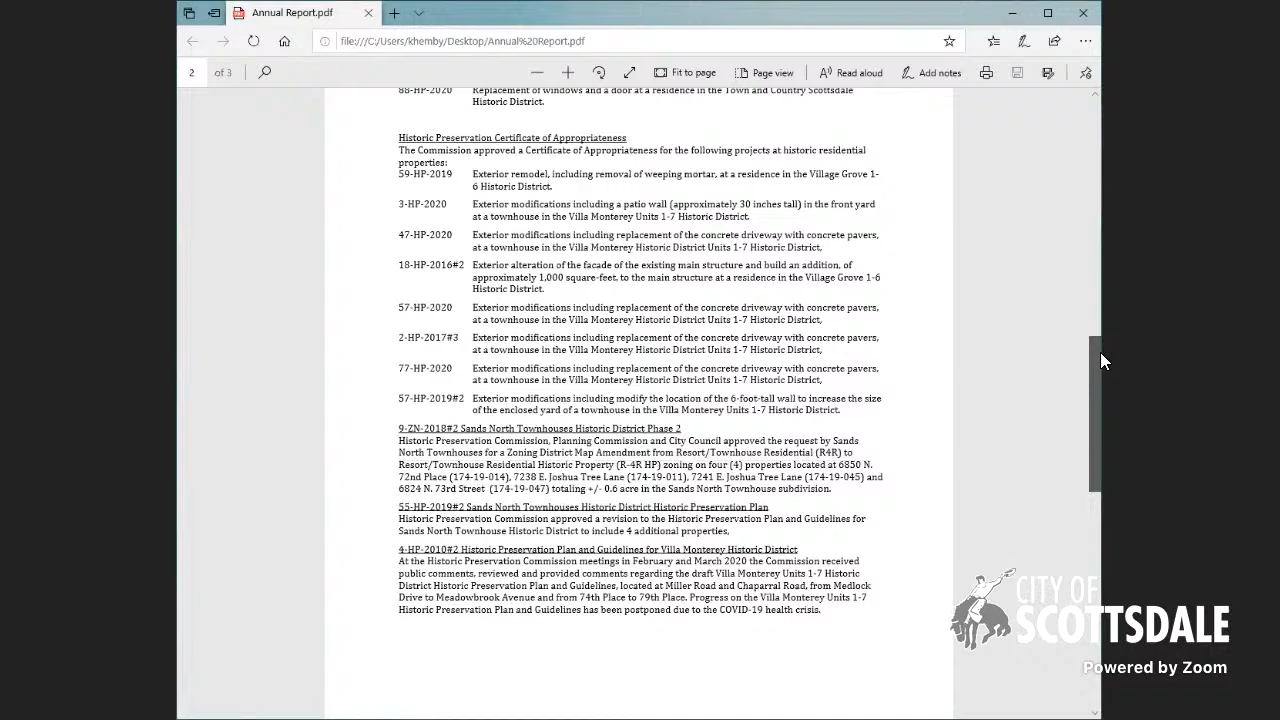 Annual Report.pdf
file:///C:/Users/khemby/Desktop/Annual%20Report.pdf
2 of 3 Fit to page Page view Read aloud Add notes
88-HP-2020 Replacement of windows and a door at a residence in the Town and Country Scottsdale
Historic District.
Historic Preservation Certificate of Appropriateness
The Commission approved a Certificate of Appropriateness for the following projects at historic residential
properties:
59-HP-2019 Exterior remodel, including removal of weeping mortar, at a residence in the Village Grove 1-
6 Historic District.
3-HP-2020 Exterior modifications including a patio wall (approximately 30 inches tall) in the front yard
at a townhouse in the Villa Monterey Units 1-7 Historic District.
47-HP-2020 Exterior modifications including replacement of the concrete driveway with concrete pavers,
at a townhouse in the Villa Monterey Historic District Units 1-7 Historic District,
18-HP-2016#2 Exterior alteration of the facade of the existing main structure and build an addition, of
approximately 1,000 square-feet, to the main structure at a residence in the Village Grove 1-6
Historic District.
57-HP-2020 Exterior modifications including replacement of the concrete driveway with concrete pavers,
at a townhouse in the Villa Monterey Historic District Units 1-7 Historic District,
2-HP-2017#3 Exterior modifications including replacement of the concrete driveway with concrete pavers,
at a townhouse in the Villa Monterey Historic District Units 1-7 Historic District,
77-HP-2020 Exterior modifications including replacement of the concrete driveway with concrete pavers,
at a townhouse in the Villa Monterey Historic District Units 1-7 Historic District,
57-HP-2019#2 Exterior modifications including modify the location of the 6-foot-tall wall to increase the size
of the enclosed yard of a townhouse in the Villa Monterey Units 1-7 Historic District.
9-ZN-2018#2 Sands North Townhouses Historic District Phase 2
Historic Preservation Commission, Planning Commission and City Council approved the request by Sands
North Townhouses for a Zoning District Map Amendment from Resort/Townhouse Residential (R4R) to
Resort/Townhouse Residential Historic Property (R-4R HP) zoning on four (4) properties located at 6850 N.
72nd Place (174-19-014), 7238 E. Joshua Tree Lane (174-19-011), 7241 E. Joshua Tree Lane (174-19-045) and
6824 N. 73rd Street (174-19-047) totaling +/- 0.6 acre in the Sands North Townhouse subdivision.
55-HP-2019#2 Sands North Townhouses Historic District Historic Preservation Plan
Historic Preservation Commission approved a revision to the Historic Preservation Plan and Guidelines for
Sands North Townhouse Historic District to include 4 additional properties,
4-HP-2010#2 Historic Preservation Plan and Guidelines for Villa Monterey Historic District
At the Historic Preservation Commission meetings in February and March 2020 the Commission received
public comments, reviewed and provided comments regarding the draft Villa Monterey Units 1-7 Historic
District Historic Preservation Plan and Guidelines, located at Miller Road and Chaparral Road, from Medlock
Drive to Meadowbrook Avenue and from 74th Place to 79th Place. Progress on the Villa Monterey Units 1-7
Historic Preservation Plan and Guidelines has been postponed due to the COVID-19 health crisis.
CITY OF
SCOTTSDALE
Powered by Zoom